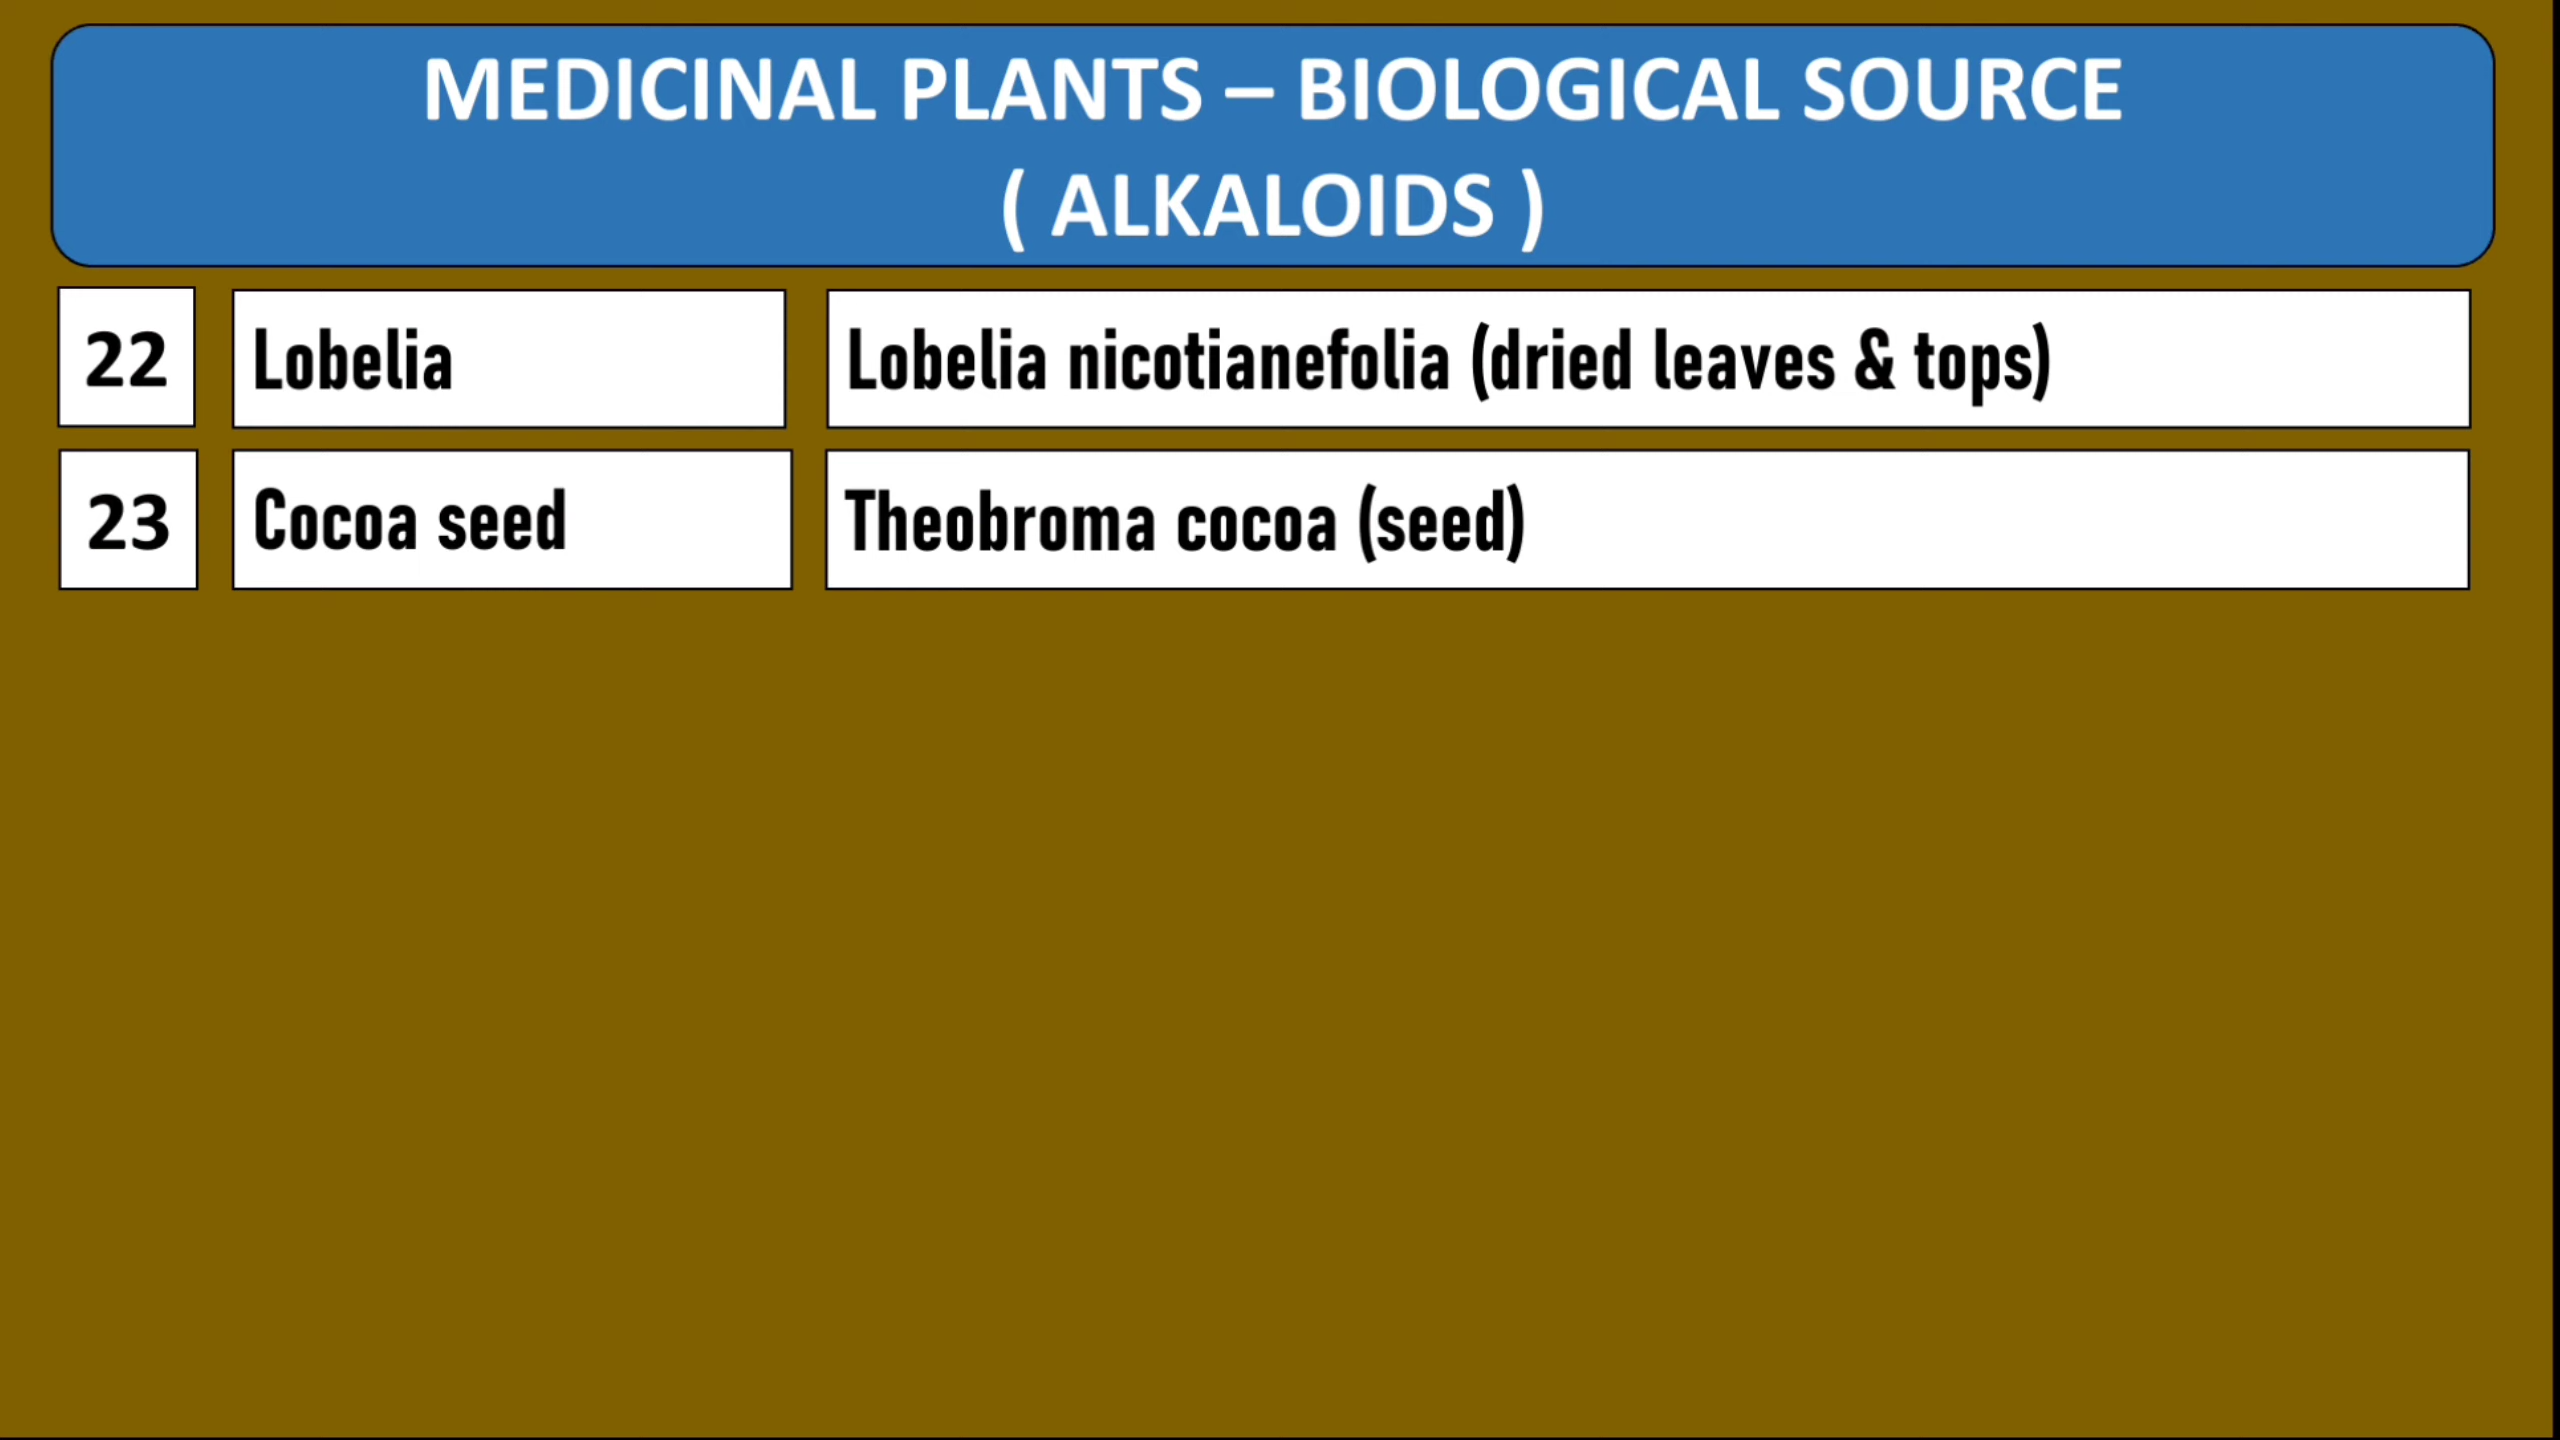 MEDICINAL PLANTS – BIOLOGICAL SOURCE
( ALKALOIDS )
22 Lobelia Lobelia nicotianefolia (dried leaves & tops)
23 Cocoa seed Theobroma cocoa (seed)